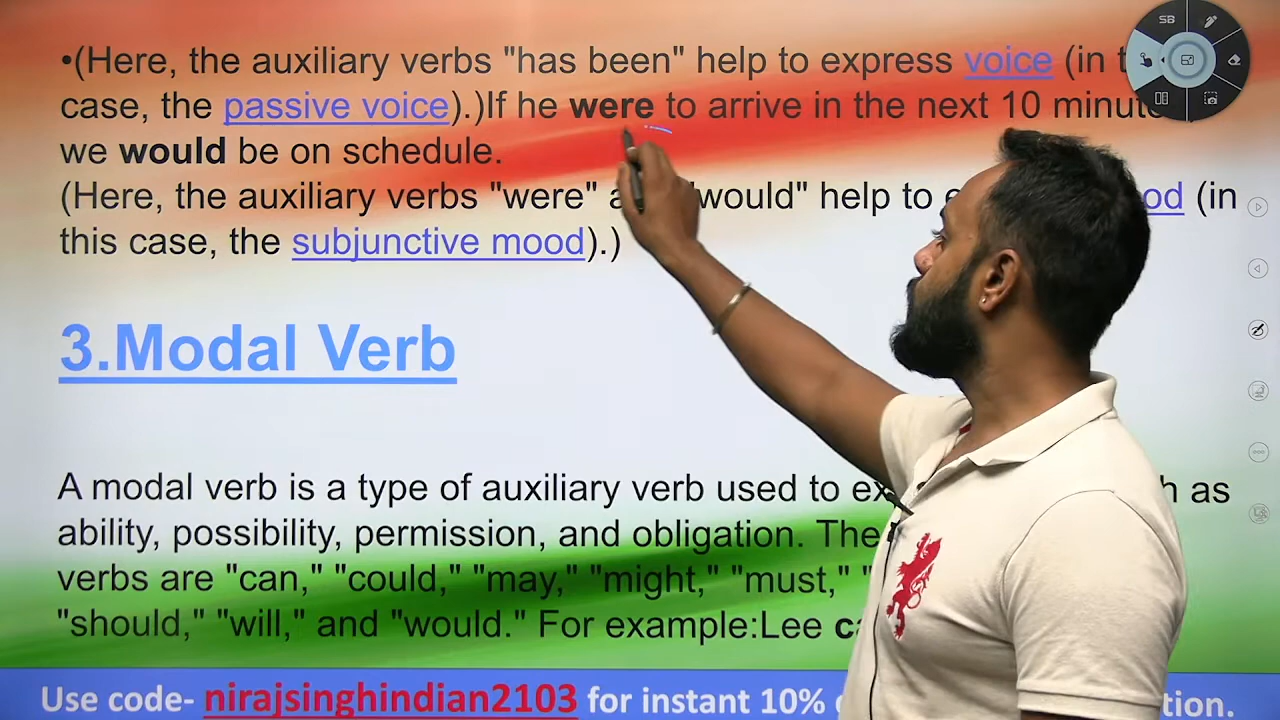 SB
•(Here, the auxiliary verbs "has been" help to express voice (in
case, the passive voice).)If he were to arrive in the next 10
we would be on schedule.
(Here, the auxiliary verbs "were" would" help to (in
this case, the subjunctive mood).)
3.Modal Verb
A modal verb is a type of auxiliary verb used to as
ability, possibility, permission, and obligation. The
verbs are "can," "could," "may," "might," "must,"
"should," "will," and "would." For example:Lee
Use code- nirajsinghindian2103 for instant 10%